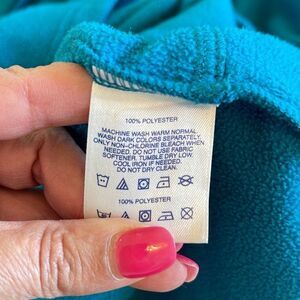 100% POLYESTER
MACHINE WASH WARM NORMAL.
WASH DARK COLORS SEPARATELY.
ONLY NON-CHLORINE BLEACH WHEN
NEEDED. DO NOT USE FABRIC
SOFTENER. TUMBLE DRY LOW.
COOL IRON IF NEEDED.
DO NOT DRY CLEAN.
100% POLYESTER